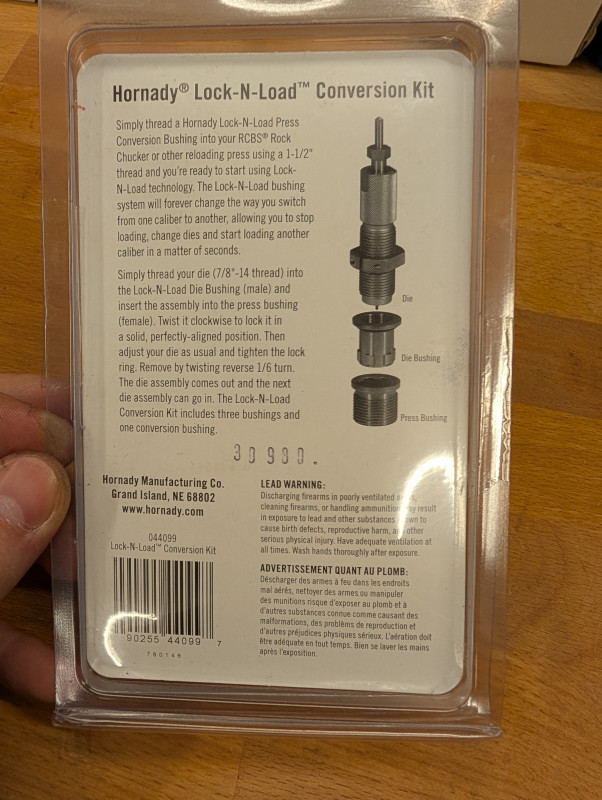 Hornady® Lock-N-Load™ Conversion Kit
Simply thread a Hornady Lock-N-Load Press
Conversion Bushing into your RCBS® Rock
Chucker or other reloading press using a 1-1/2"
thread and you're ready to start using Lock-
N-Load technology. The Lock-N-Load bushing
system will forever change the way you switch
from one caliber to another, allowing you to stop
loading, change dies and start loading another
caliber in a matter of seconds.
Simply thread your die (7/8"-14 thread) into
the Lock-N-Load Die Bushing (male) and
insert the assembly into the press bushing
(female). Twist it clockwise to lock it in
a solid, perfectly-aligned position. Then
adjust your die as usual and tighten the lock
ring. Remove by twisting reverse 1/6 turn.
The die assembly comes out and the next
die assembly can go in. The Lock-N-Load
Conversion Kit includes three bushings and
one conversion bushing.
Die
Die Bushing
Press Bushing
30980.
Hornady Manufacturing Co.
Grand Island, NE 68802
www.hornady.com
044099
Lock-N-Load™ Conversion Kit
90255 44099 7
780146
LEAD WARNING:
Discharging firearms in poorly ventilated
cleaning firearms, or handling ammunition may result
in exposure to lead and other substances known to
cause birth defects, reproductive harm, and other
serious physical injury. Have adequate ventilation at
all times. Wash hands thoroughly after exposure.
ADVERTISSEMENT QUANT AU PLOMB:
Décharger des armes à feu dans les endroits
mal aérés, nettoyer des armes ou manipuler
des munitions risque d'exposer au plomb et à
d'autres substances connue comme causant des
malformations, des problèmes de reproduction et
d'autres préjudices physiques sérieux. L'aération doit
être adéquate en tout temps. Bien se laver les mains
après l'exposition.